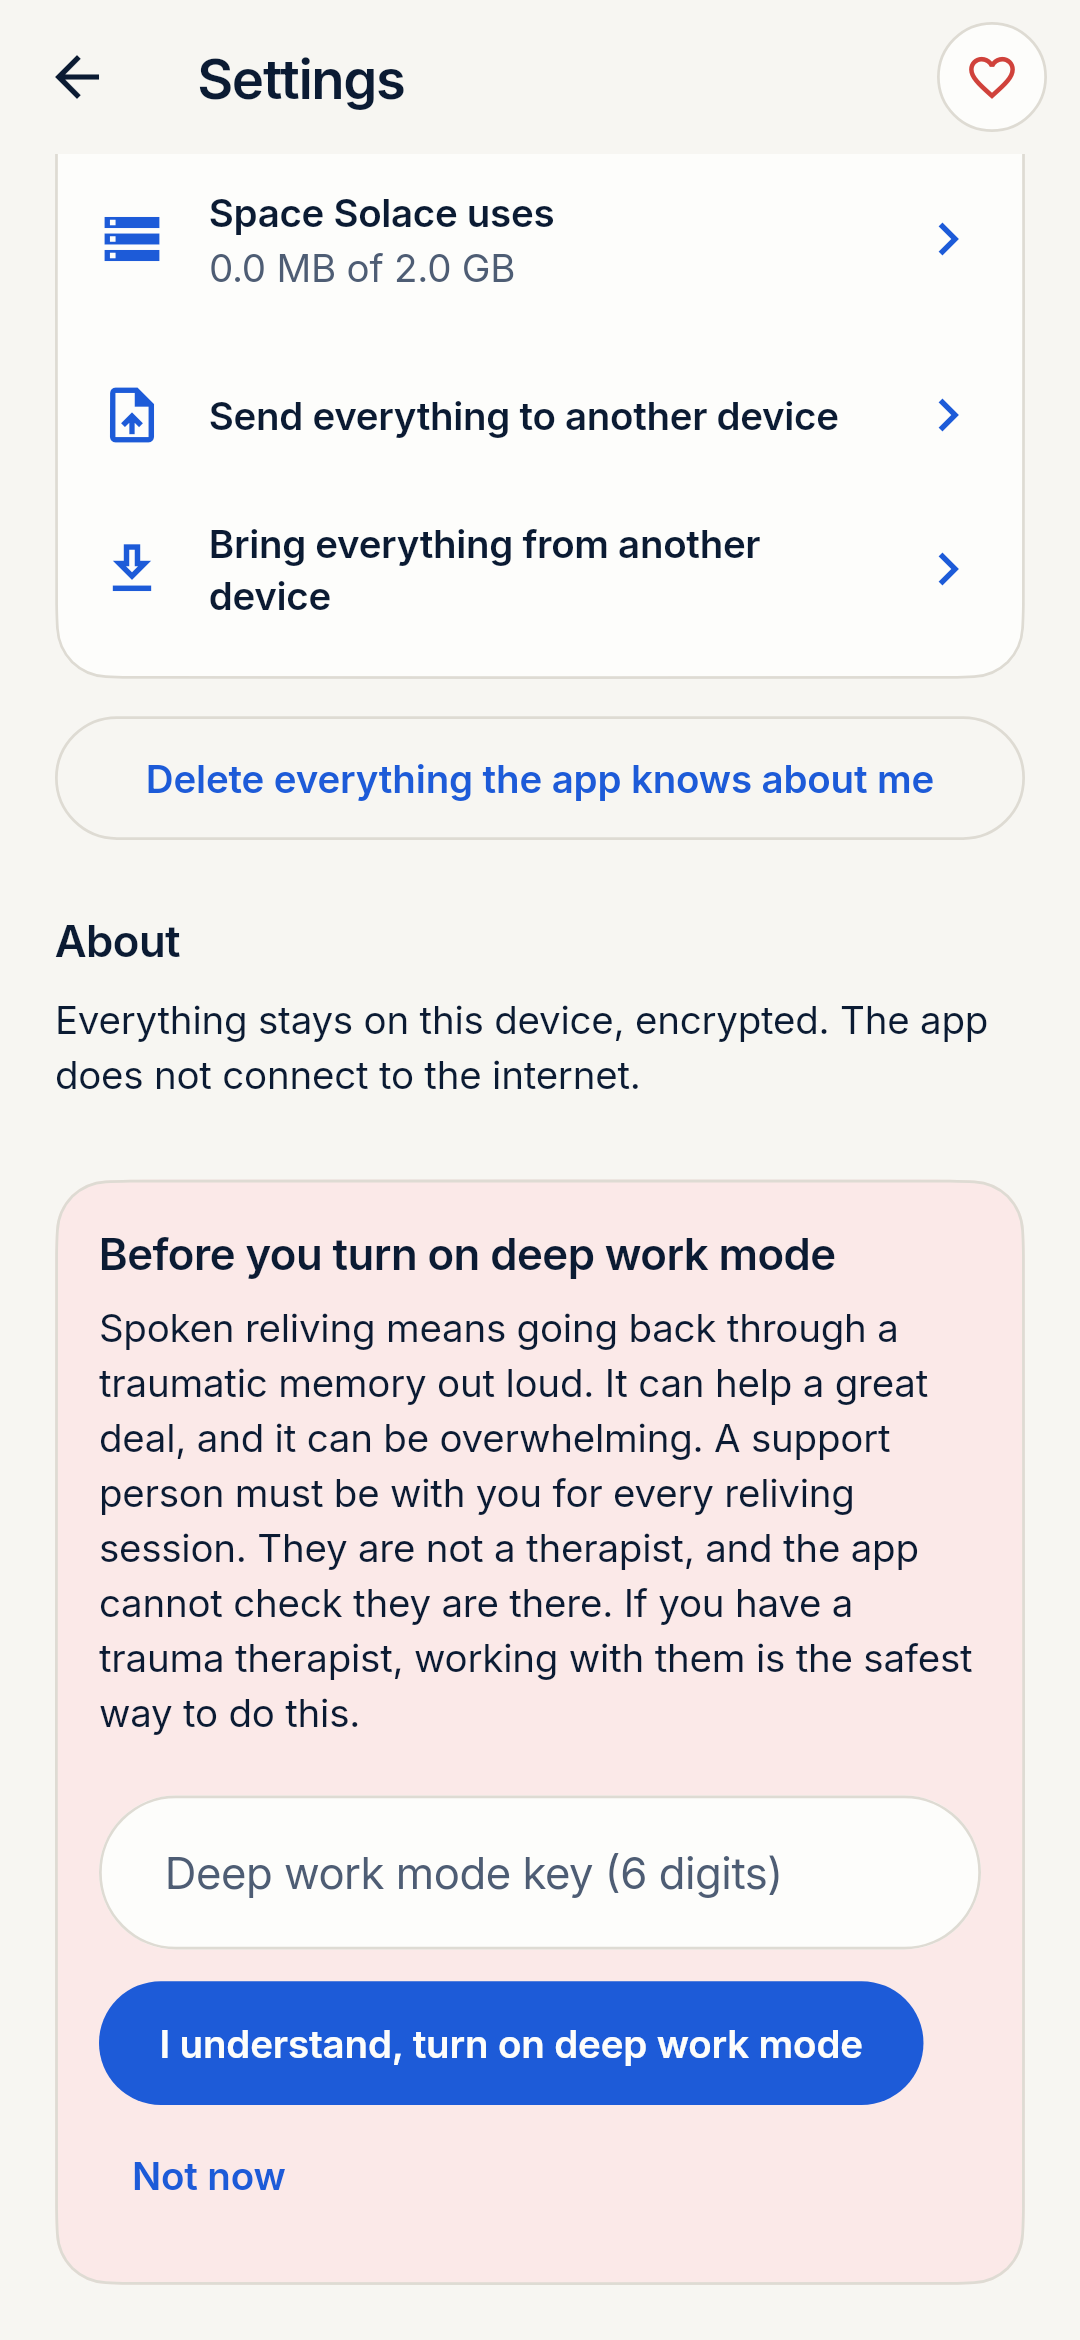 Settings
Space Solace uses
0.0 MB of 2.0 GB
Send everything to another device
Bring everything from another
device
Delete everything the app knows about me
About
Everything stays on this device, encrypted. The app
does not connect to the internet.
Before you turn on deep work mode
Spoken reliving means going back through a
traumatic memory out loud. It can help a great
deal, and it can be overwhelming. A support
person must be with you for every reliving
session. They are not a therapist, and the app
cannot check they are there. If you have a
trauma therapist, working with them is the safest
way to do this.
Deep work mode key (6 digits)
I understand, turn on deep work mode
Not now